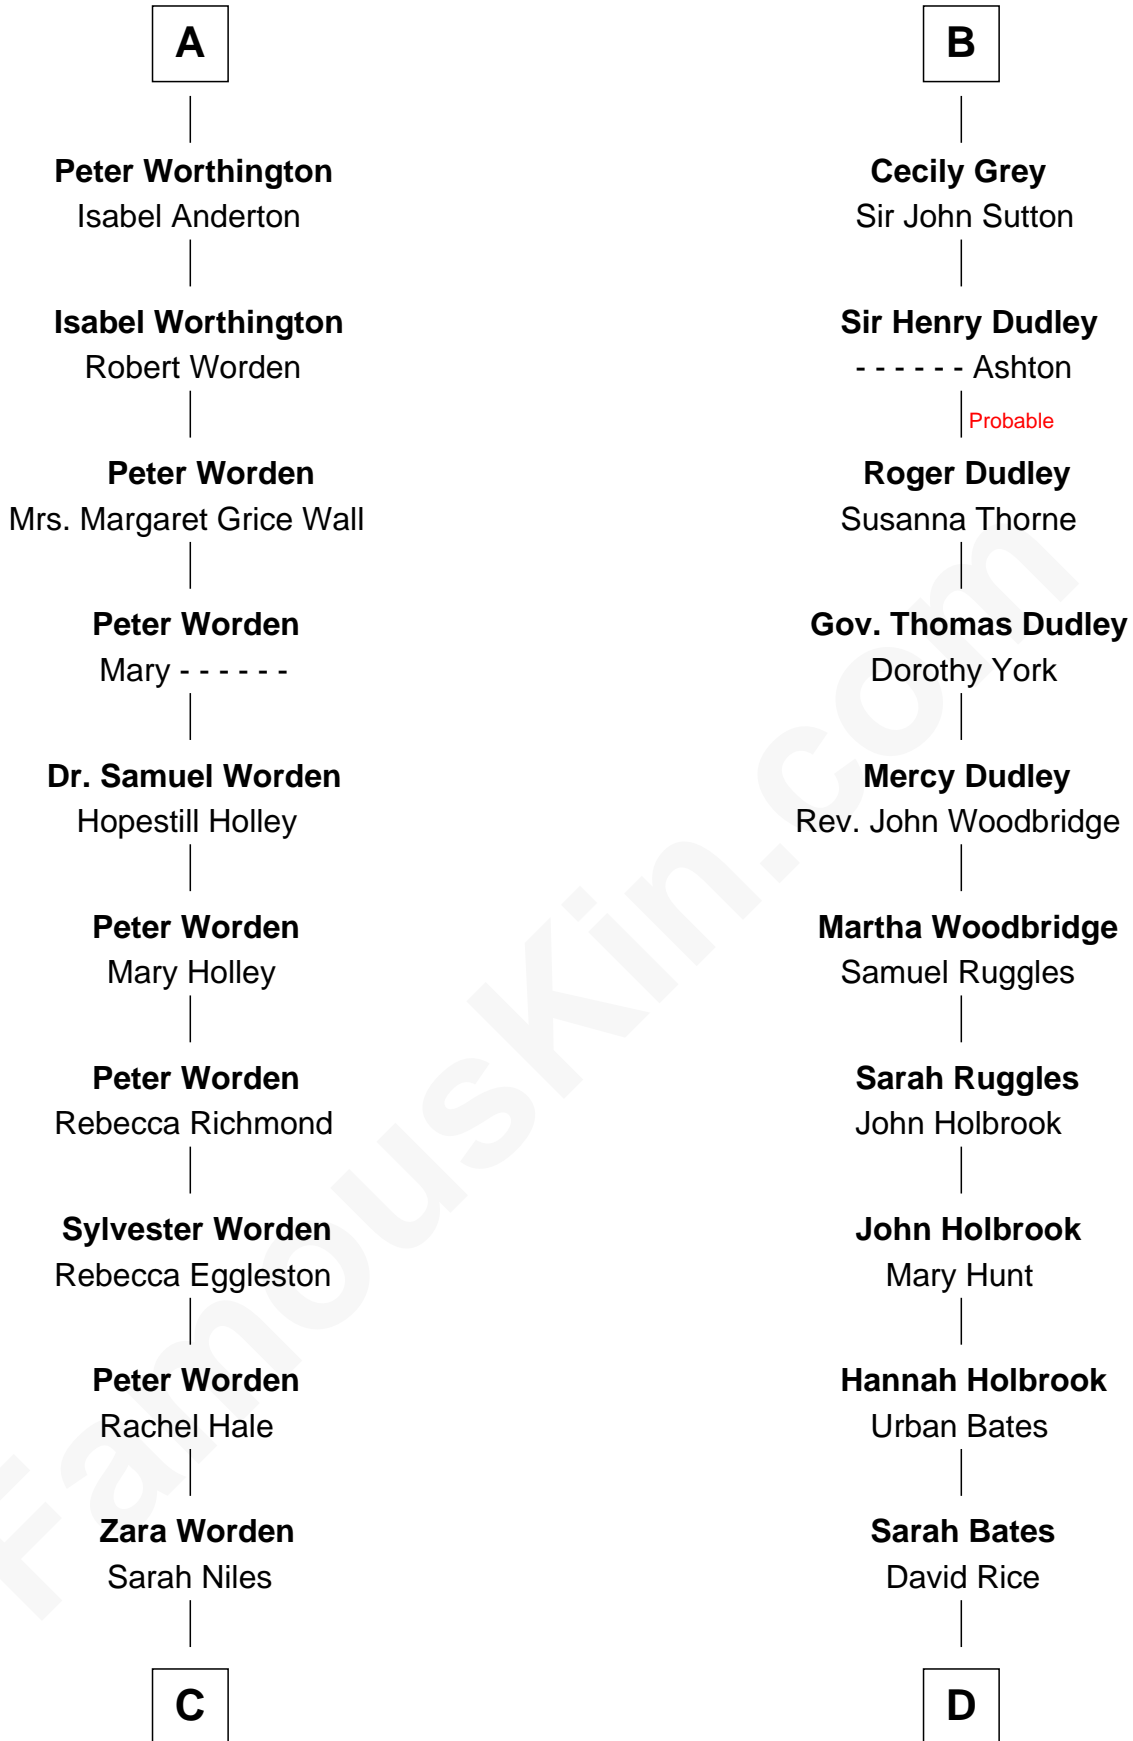 A
Peter Worthington
Isabel Anderton
Isabel Worthington
Robert Worden
Peter Worden
Mrs. Margaret Grice Wall
Peter Worden
Mary - - - - - -
Dr. Samuel Worden
Hopestill Holley
Peter Worden
Mary Holley
Peter Worden
Rebecca Richmond
Sylvester Worden
Rebecca Eggleston
Peter Worden
Rachel Hale
Zara Worden
Sarah Niles
C
B
Cecily Grey
Sir John Sutton
Sir Henry Dudley
- - - - - - Ashton
Probable
Roger Dudley
Susanna Thorne
Gov. Thomas Dudley
Dorothy York
Mercy Dudley
Rev. John Woodbridge
Martha Woodbridge
Samuel Ruggles
Sarah Ruggles
John Holbrook
John Holbrook
Mary Hunt
Hannah Holbrook
Urban Bates
Sarah Bates
David Rice
D
FamousKin.com